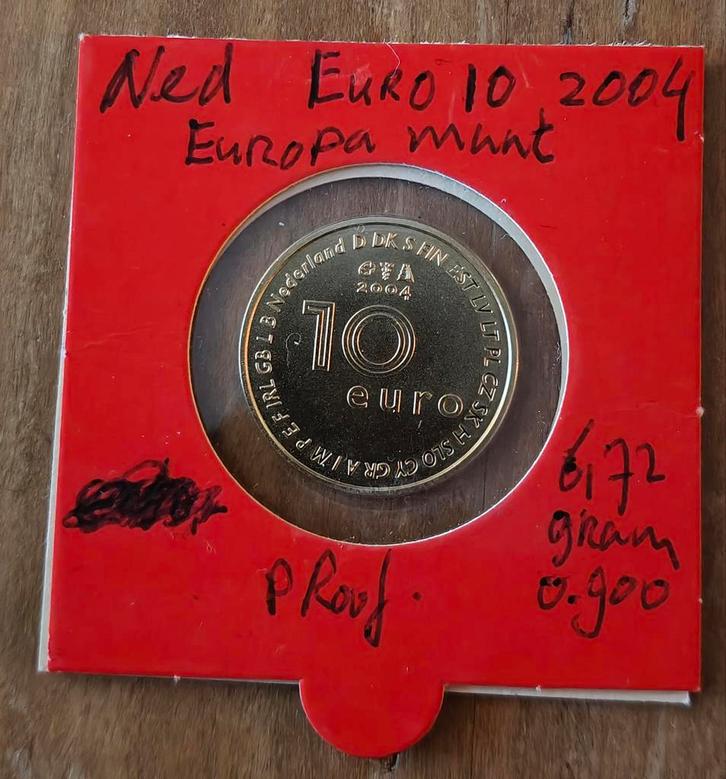 Ned Euro 10 2004
Europa munt
Nederland D DK S FIN EST LV LT PL CZ SK H SLO CY GR A I M P E F IRL GB L B
2004
10
euro
6,72
gram
0.900
PRoof.